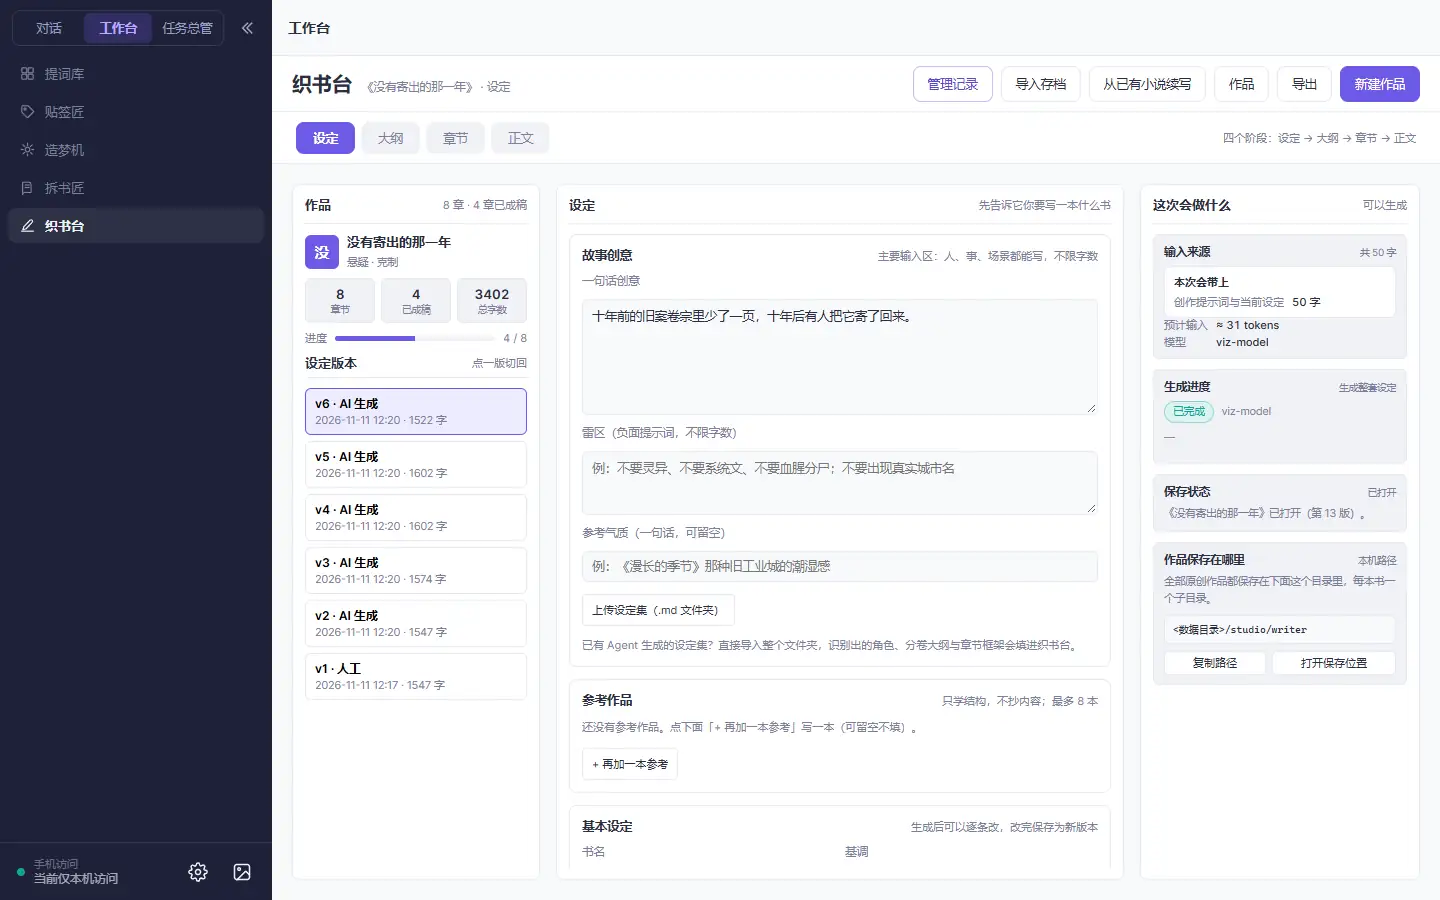 对话 工作台 任务总管
提词库
贴签匠
造梦机
拆书匠
织书台
手机访问
当前仅本机访问
工作台
织书台 《没有寄出的那一年》 · 设定
管理记录 导入存档 从已有小说续写 作品 导出 新建作品
设定 大纲 章节 正文
四个阶段：设定 → 大纲 → 章节 → 正文
作品 8 章 · 4 章已成稿
没 没有寄出的那一年
悬疑 · 克制
8 4 3402
章节 已成稿 总字数
进度 4 / 8
设定版本 点一版切回
v6 · AI 生成
2026-11-11 12:20 · 1522 字
v5 · AI 生成
2026-11-11 12:20 · 1602 字
v4 · AI 生成
2026-11-11 12:20 · 1602 字
v3 · AI 生成
2026-11-11 12:20 · 1574 字
v2 · AI 生成
2026-11-11 12:20 · 1547 字
v1 · 人工
2026-11-11 12:17 · 1547 字
设定 先告诉它你要写一本什么书
故事创意 主要输入区：人、事、场景都能写，不限字数
一句话创意
十年前的旧案卷宗里少了一页，十年后有人把它寄了回来。
雷区（负面提示词，不限字数）
例：不要灵异、不要系统文、不要血腥分尸；不要出现真实城市名
参考气质（一句话，可留空）
例：《漫长的季节》那种旧工业城的潮湿感
上传设定集（.md 文件夹）
已有 Agent 生成的设定集？直接导入整个文件夹，识别出的角色、分卷大纲与章节框架会填进织书台。
参考作品 只学结构，不抄内容；最多 8 本
还没有参考作品。点下面「+ 再加一本参考」写一本（可留空不填）。
+ 再加一本参考
基本设定 生成后可以逐条改，改完保存为新版本
书名 基调
这次会做什么 可以生成
输入来源 共 50 字
本次会带上
创作提示词与当前设定 50 字
预计输入 ≈ 31 tokens
模型 viz-model
生成进度 生成整套设定
已完成 viz-model
—
保存状态 已打开
《没有寄出的那一年》已打开（第 13 版）。
作品保存在哪里 本机路径
全部原创作品都保存在下面这个目录里，每本书一
个子目录。
<数据目录>/studio/writer
复制路径 打开保存位置